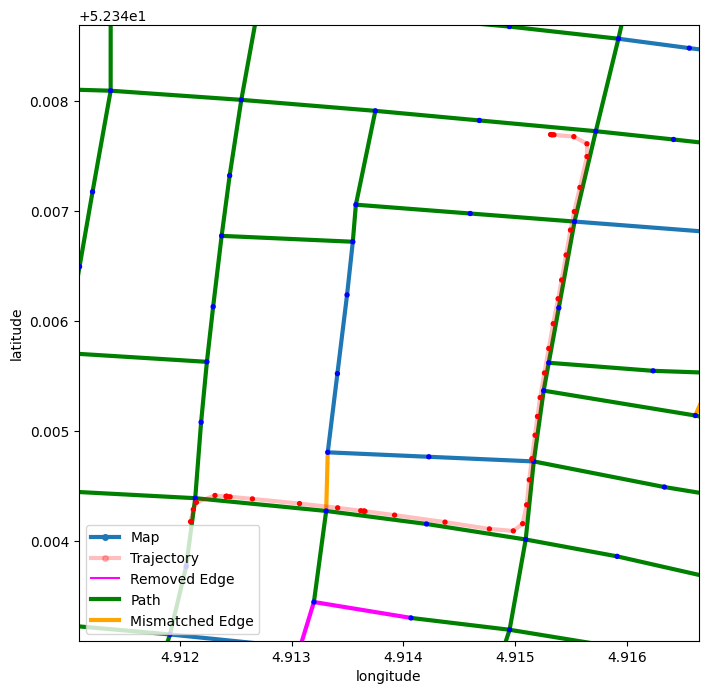 +5.234e1
0.008
0.007
0.006
0.005
0.004
latitude
Map
Trajectory
Removed Edge
Path
Mismatched Edge
4.912 4.913 4.914 4.915 4.916
longitude